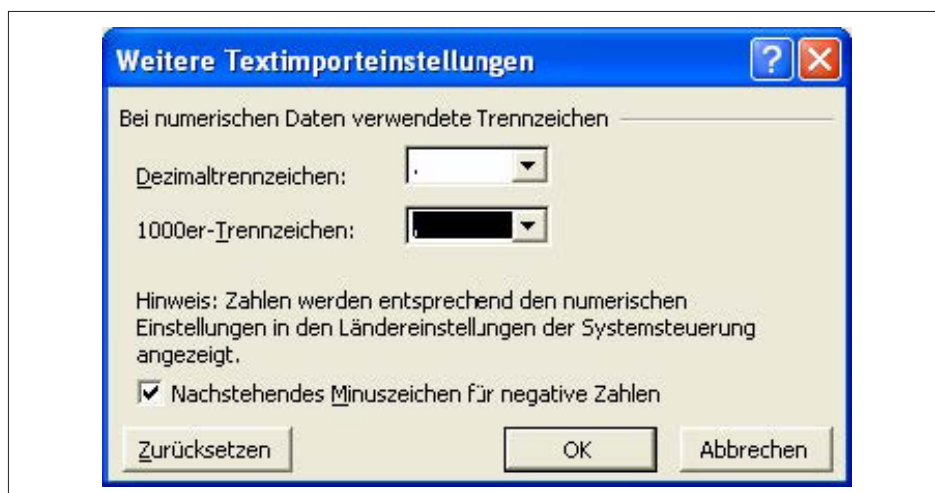 Weitere Textimporteinstellungen
Bei numerischen Daten verwendete Trennzeichen
Dezimaltrennzeichen: .
1000er-Trennzeichen: ,
Hinweis: Zahlen werden entsprechend den numerischen
Einstellungen in den Ländereinstellungen der Systemsteuerung
angezeigt.
Nachstehendes Minuszeichen für negative Zahlen
Zurücksetzen OK Abbrechen